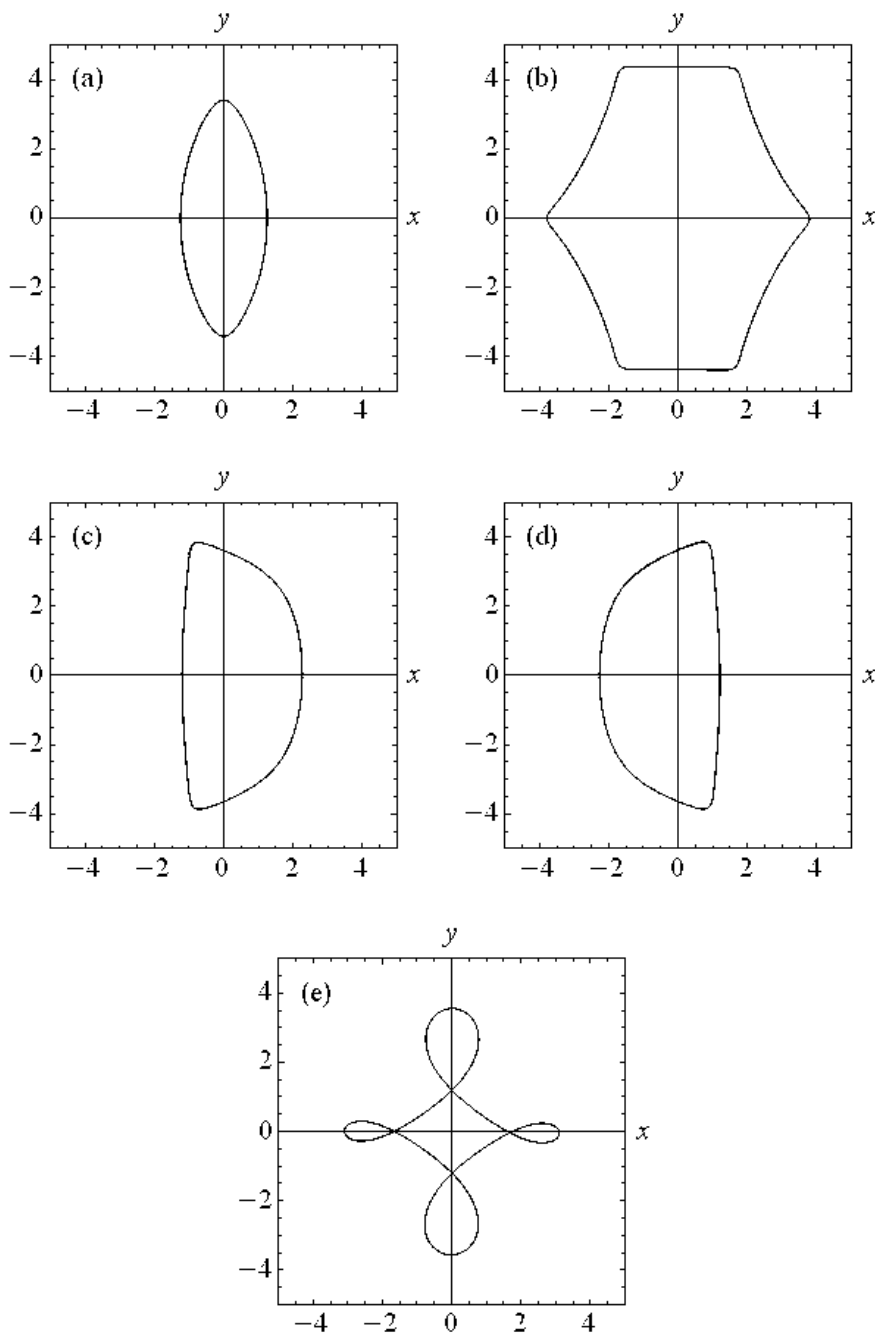 y y
4 (a) 4 (b)
2 2
0 x 0 x
−2 −2
−4 −4
−4 −2 0 2 4 −4 −2 0 2 4
y y
4 (c) 4 (d)
2 2
0 x 0 x
−2 −2
−4 −4
−4 −2 0 2 4 −4 −2 0 2 4
y
4 (e)
2
0 x
−2
−4
−4 −2 0 2 4